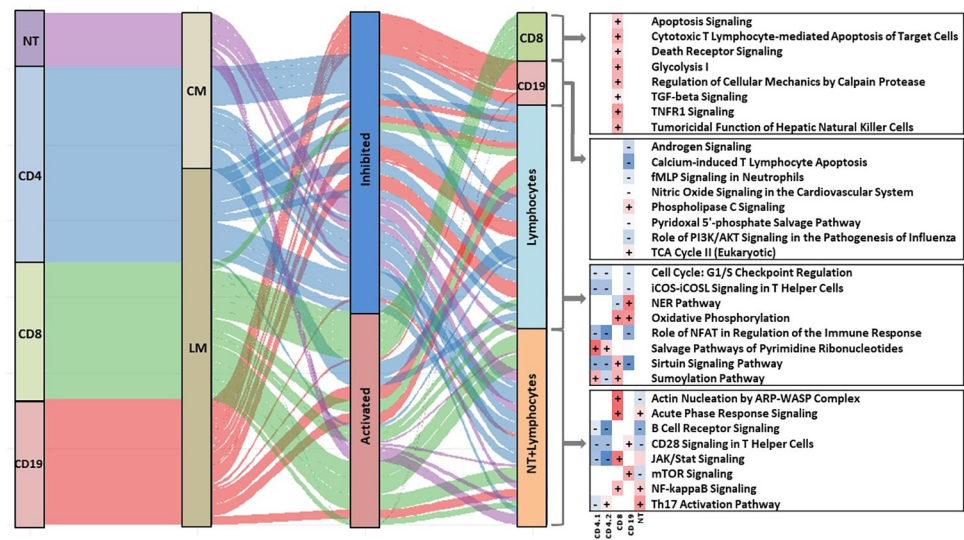 NT
CD4
CD8
CD19
CM
LM
Inhibited
Activated
CD8
CD19
Lymphocytes
NT+Lymphocytes
+ Apoptosis Signaling
+ Cytotoxic T Lymphocyte-mediated Apoptosis of Target Cells
+ Death Receptor Signaling
+ Glycolysis I
+ Regulation of Cellular Mechanics by Calpain Protease
+ TGF-beta Signaling
+ TNFR1 Signaling
+ Tumoricidal Function of Hepatic Natural Killer Cells
- Androgen Signaling
- Calcium-induced T Lymphocyte Apoptosis
- fMLP Signaling in Neutrophils
- Nitric Oxide Signaling in the Cardiovascular System
+ Phospholipase C Signaling
- Pyridoxal 5'-phosphate Salvage Pathway
- Role of PI3K/AKT Signaling in the Pathogenesis of Influenza
+ TCA Cycle II (Eukaryotic)
- - - Cell Cycle: G1/S Checkpoint Regulation
- - - iCOS-iCOSL Signaling in T Helper Cells
- + NER Pathway
+ + Oxidative Phosphorylation
- - - Role of NFAT in Regulation of the Immune Response
+ + Salvage Pathways of Pyrimidine Ribonucleotides
- - + - Sirtuin Signaling Pathway
+ - + Sumoylation Pathway
+ - Actin Nucleation by ARP-WASP Complex
+ + Acute Phase Response Signaling
- - - B Cell Receptor Signaling
- - + - CD28 Signaling in T Helper Cells
- - + JAK/Stat Signaling
+ - mTOR Signaling
+ + NF-kappaB Signaling
- + + Th17 Activation Pathway
CD4.1
CD4.2
CD8
CD19
NT